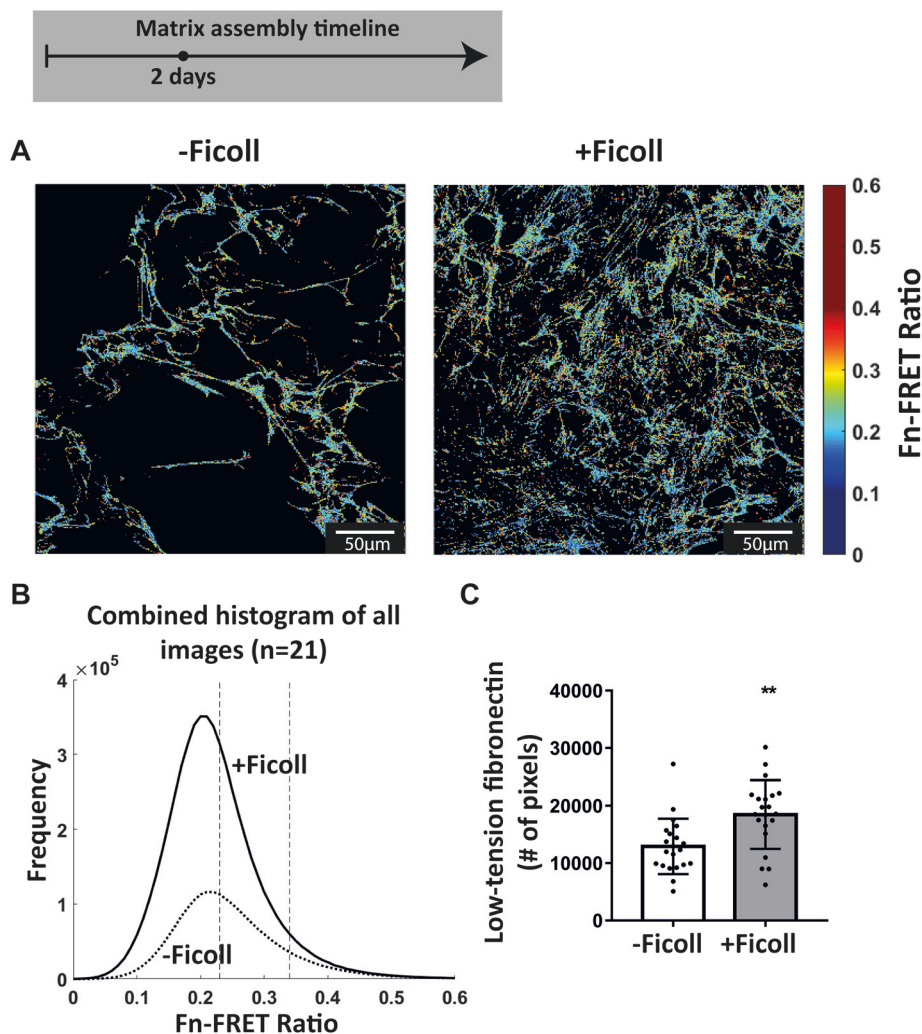 Matrix assembly timeline
2 days
A
-Ficoll
+Ficoll
50μm
50μm
0.6
0.5
0.4
0.3
0.2
0.1
0
Fn-FRET Ratio
B
Combined histogram of all
images (n=21)
×10⁵
4
3
2
1
0
Frequency
+Ficoll
-Ficoll
0 0.1 0.2 0.3 0.4 0.5 0.6
Fn-FRET Ratio
C
Low-tension fibronectin
(# of pixels)
40000
30000
20000
10000
0
**
-Ficoll +Ficoll